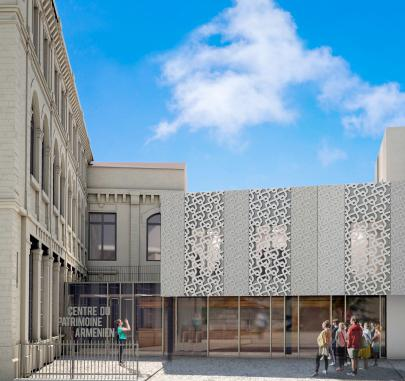 CENTRE DU
PATRIMOINE
ARMENIEN